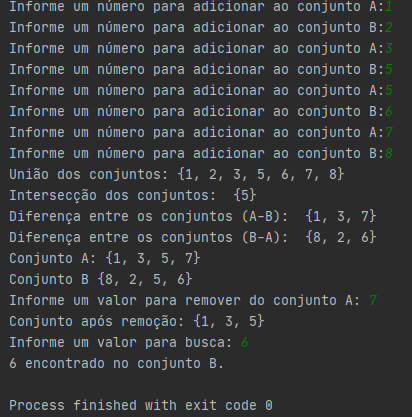 Informe um número para adicionar ao conjunto A:1
Informe um número para adicionar ao conjunto B:2
Informe um número para adicionar ao conjunto A:3
Informe um número para adicionar ao conjunto B:5
Informe um número para adicionar ao conjunto A:5
Informe um número para adicionar ao conjunto B:6
Informe um número para adicionar ao conjunto A:7
Informe um número para adicionar ao conjunto B:8
União dos conjuntos: {1, 2, 3, 5, 6, 7, 8}
Intersecção dos conjuntos:  {5}
Diferença entre os conjuntos (A-B):  {1, 3, 7}
Diferença entre os conjuntos (B-A):  {8, 2, 6}
Conjunto A: {1, 3, 5, 7}
Conjunto B {8, 2, 5, 6}
Informe um valor para remover do conjunto A: 7
Conjunto após remoção: {1, 3, 5}
Informe um valor para busca: 6
6 encontrado no conjunto B.
Process finished with exit code 0